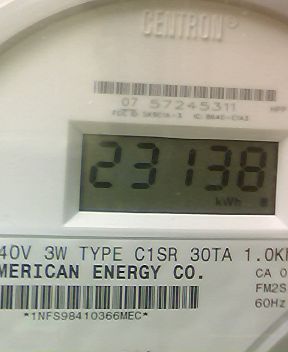 CENTRON®
07 57245311
23138
kWh
40V 3W TYPE C1SR 30TA 1.0K
MERICAN ENERGY CO.
CA 0
FM2S
60Hz
*1NFS98410366MEC*